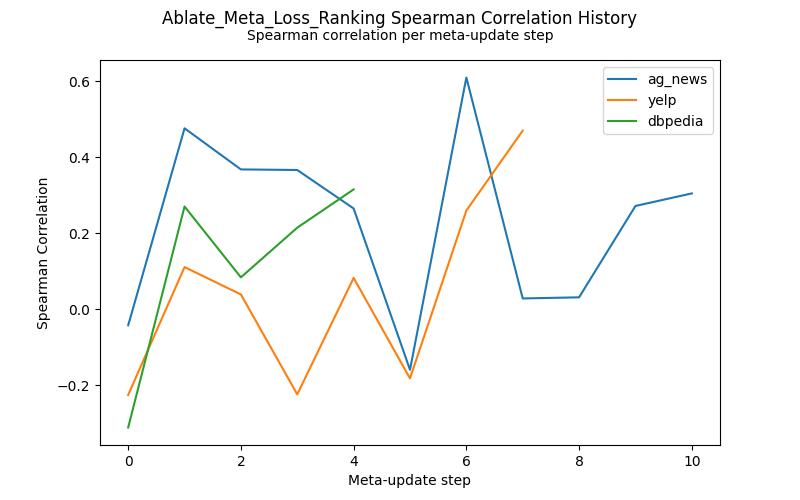 Ablate_Meta_Loss_Ranking Spearman Correlation History
Spearman correlation per meta-update step
ag_news
yelp
dbpedia
Spearman Correlation
0.6
0.4
0.2
0.0
−0.2
0
2
4
6
8
10
Meta-update step